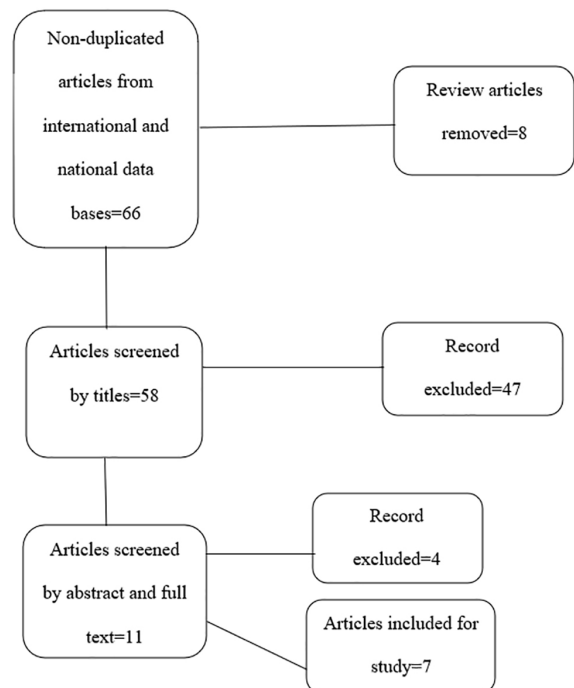 Non-duplicated
articles from
international and
national data
bases=66
Review articles
removed=8
Articles screened
by titles=58
Record
excluded=47
Articles screened
by abstract and full
text=11
Record
excluded=4
Articles included for
study=7